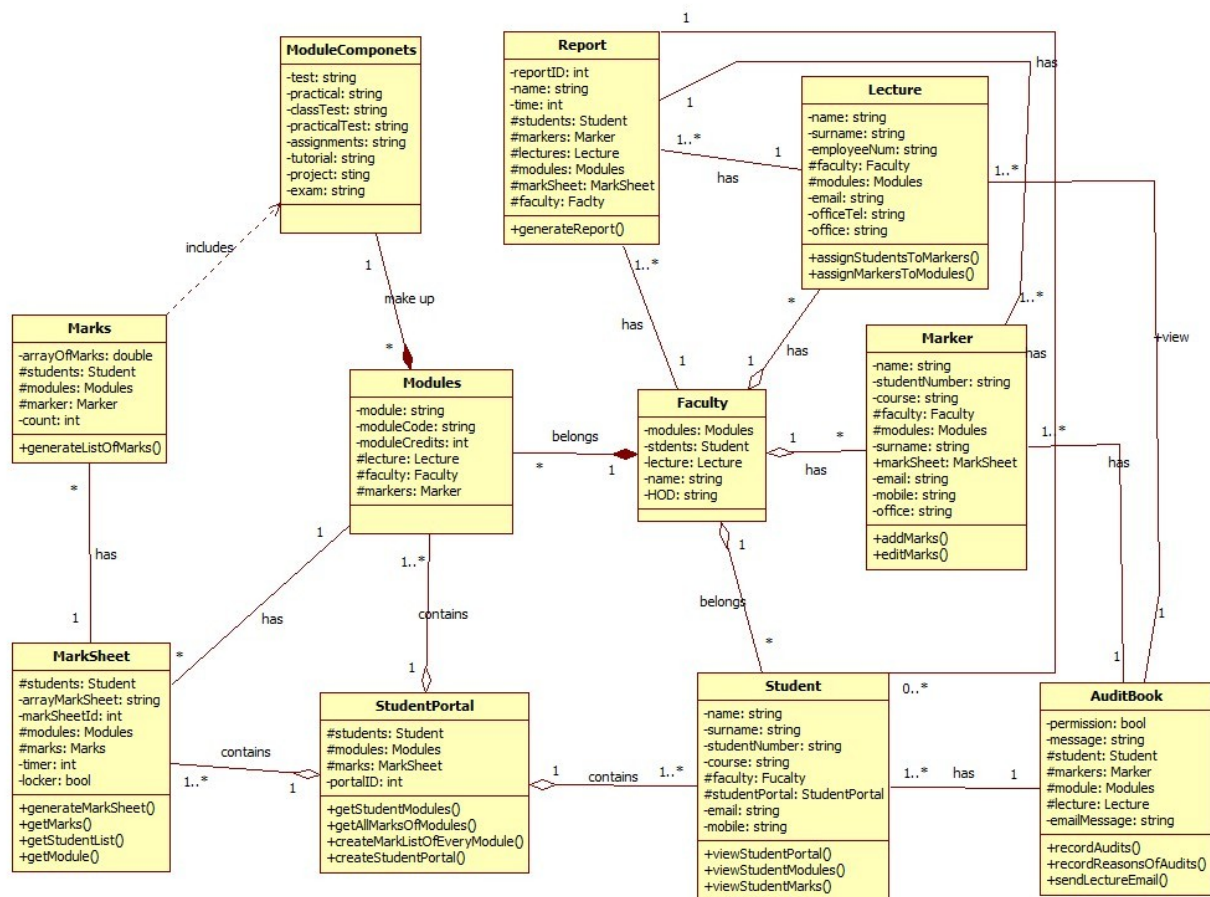 ModuleComponets
-test: string
-practical: string
-classTest: string
-practicalTest: string
-assignments: string
-tutorial: string
-project: sting
-exam: string
Report
-reportID: int
-name: string
-time: int
#students: Student
#markers: Marker
#lectures: Lecture
#modules: Modules
#markSheet: MarkSheet
#faculty: Faclty
+generateReport()
1
has
1
1..*
1
has
Lecture
-name: string
-surname: string
-employeeNum: string
#faculty: Faculty
#modules: Modules
-email: string
-officeTel: string
-office: string
+assignStudentsToMarkers()
+assignMarkersToModules()
1..*
includes
1
make up
*
1..*
has
1
*
has
1
1..*
+view
Marks
-arrayOfMarks: double
#students: Student
#modules: Modules
#marker: Marker
-count: int
+generateListOfMarks()
Modules
-module: string
-moduleCode: string
-moduleCredits: int
#lecture: Lecture
#faculty: Faculty
#markers: Marker
belongs
*
1
Faculty
-modules: Modules
-stdents: Student
-lecture: Lecture
-name: string
-HOD: string
1
*
has
Marker
-name: string
-studentNumber: string
-course: string
#faculty: Faculty
#modules: Modules
-surname: string
+markSheet: MarkSheet
-email: string
-mobile: string
-office: string
+addMarks()
+editMarks()
has
1..*
has
*
has
1
1
has
*
1..*
contains
1
1
belongs
*
1
1
MarkSheet
#students: Student
-arrayMarkSheet: string
-markSheetId: int
#modules: Modules
#marks: Marks
-timer: int
-locker: bool
+generateMarkSheet()
+getMarks()
+getStudentList()
+getModule()
contains
1..*
1
StudentPortal
#students: Student
#modules: Modules
#marks: MarkSheet
-portalID: int
+getStudentModules()
+getAllMarksOfModules()
+createMarkListOfEveryModule()
+createStudentPortal()
1
contains
1..*
Student
-name: string
-surname: string
-studentNumber: string
-course: string
#faculty: Fucalty
#studentPortal: StudentPortal
-email: string
-mobile: string
+viewStudentPortal()
+viewStudentModules()
+viewStudentMarks()
0..*
1..*
has
1
AuditBook
-permission: bool
-message: string
#student: Student
#markers: Marker
#module: Modules
#lecture: Lecture
-emailMessage: string
+recordAudits()
+recordReasonsOfAudits()
+sendLectureEmail()